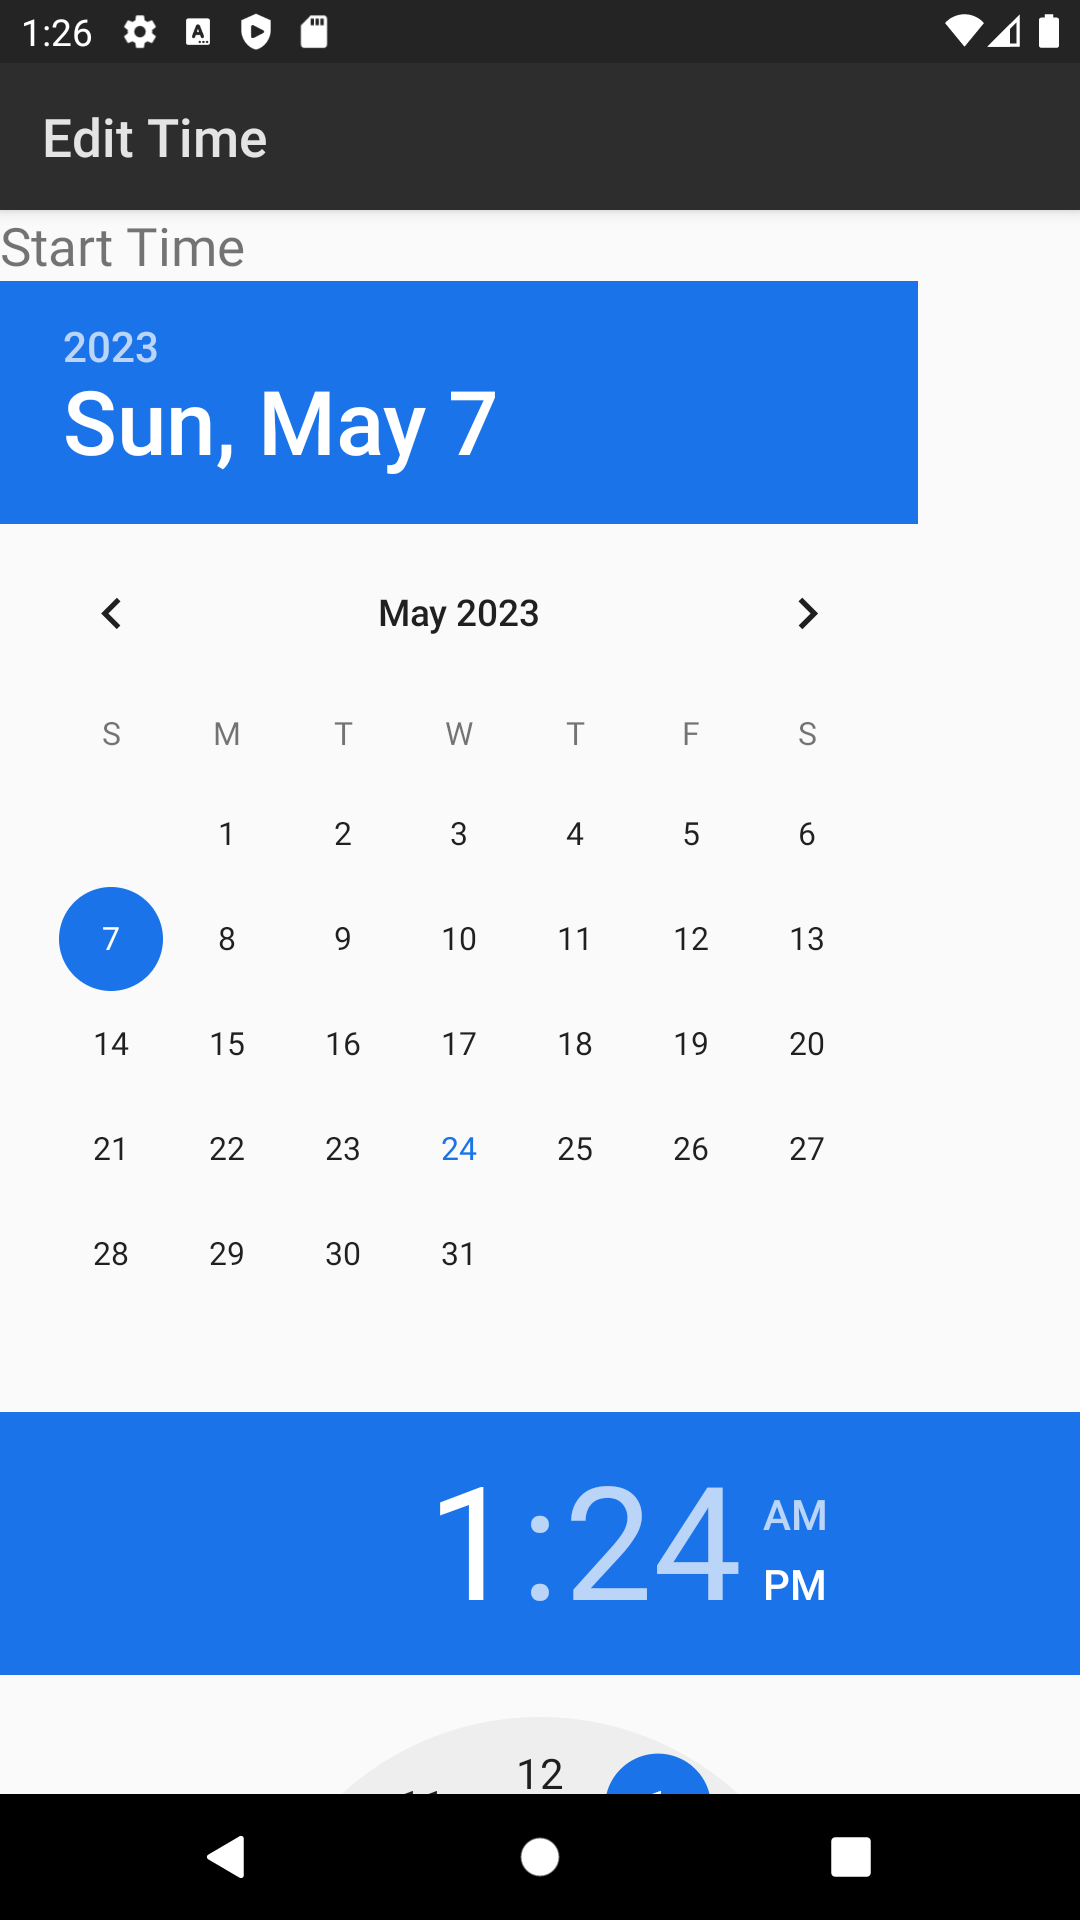 1:26
Edit Time
Start Time
2023
Sun, May 7
May 2023
S M T W T F S
1 2 3 4 5 6
7 8 9 10 11 12 13
14 15 16 17 18 19 20
21 22 23 24 25 26 27
28 29 30 31
1:24 AM
PM
12